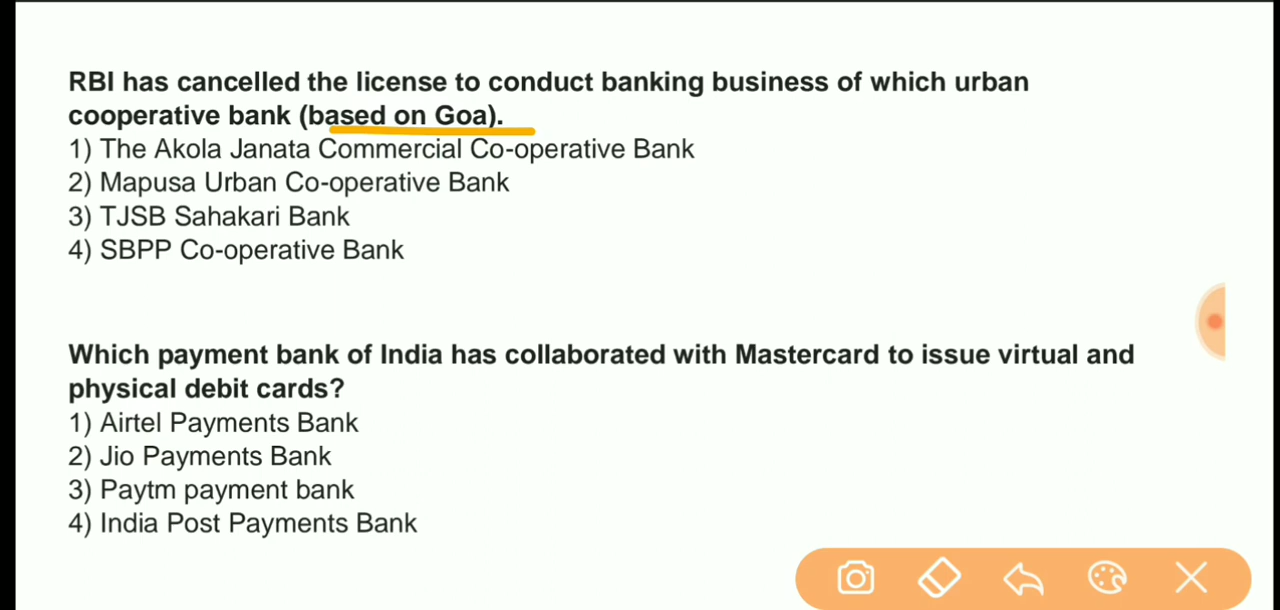 RBI has cancelled the license to conduct banking business of which urban
cooperative bank (based on Goa).
1) The Akola Janata Commercial Co-operative Bank
2) Mapusa Urban Co-operative Bank
3) TJSB Sahakari Bank
4) SBPP Co-operative Bank
Which payment bank of India has collaborated with Mastercard to issue virtual and
physical debit cards?
1) Airtel Payments Bank
2) Jio Payments Bank
3) Paytm payment bank
4) India Post Payments Bank